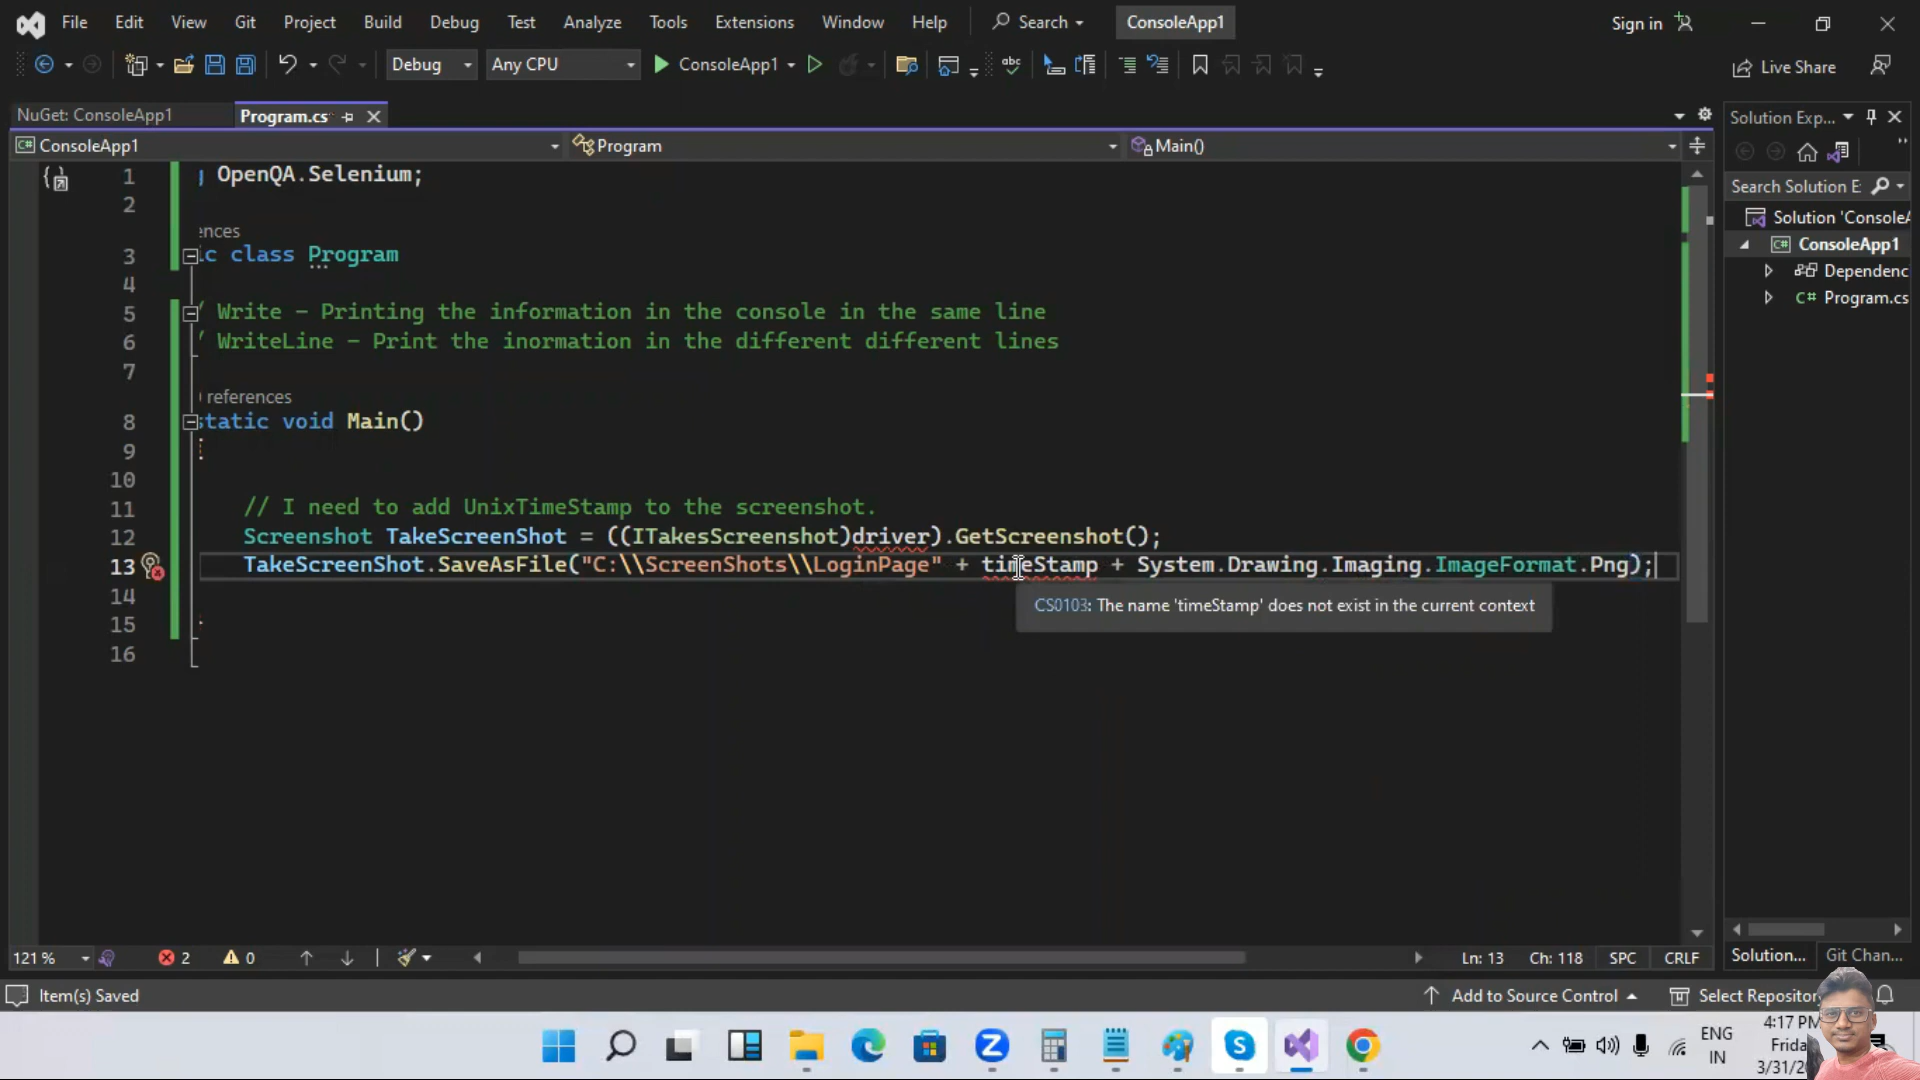 File Edit View Git Project Build Debug Test Analyze Tools Extensions Window Help Search ConsoleApp1 Sign in
Debug Any CPU ConsoleApp1 Live Share
NuGet: ConsoleApp1 Program.cs Solution Exp...
ConsoleApp1 Program Main()
Search Solution E
Solution 'ConsoleA
ConsoleApp1
Dependenc
Program.cs
1 OpenQA.Selenium;
2
ences
3 ic class Program
4
5 / Write - Printing the information in the console in the same line
6 / WriteLine - Print the inormation in the different different lines
7
references
8 static void Main()
9
10
11 // I need to add UnixTimeStamp to the screenshot.
12 Screenshot TakeScreenShot = ((ITakesScreenshot)driver).GetScreenshot();
13 TakeScreenShot.SaveAsFile("C:\\ScreenShots\\LoginPage" + timeStamp + System.Drawing.Imaging.ImageFormat.Png);
CS0103: The name 'timeStamp' does not exist in the current context
14
15
16
121 % 2 0 Ln: 13 Ch: 118 SPC CRLF
Solution... Git Chan...
Item(s) Saved Add to Source Control Select Repositor
ENG
IN
4:17 PM
Friday
3/31/20